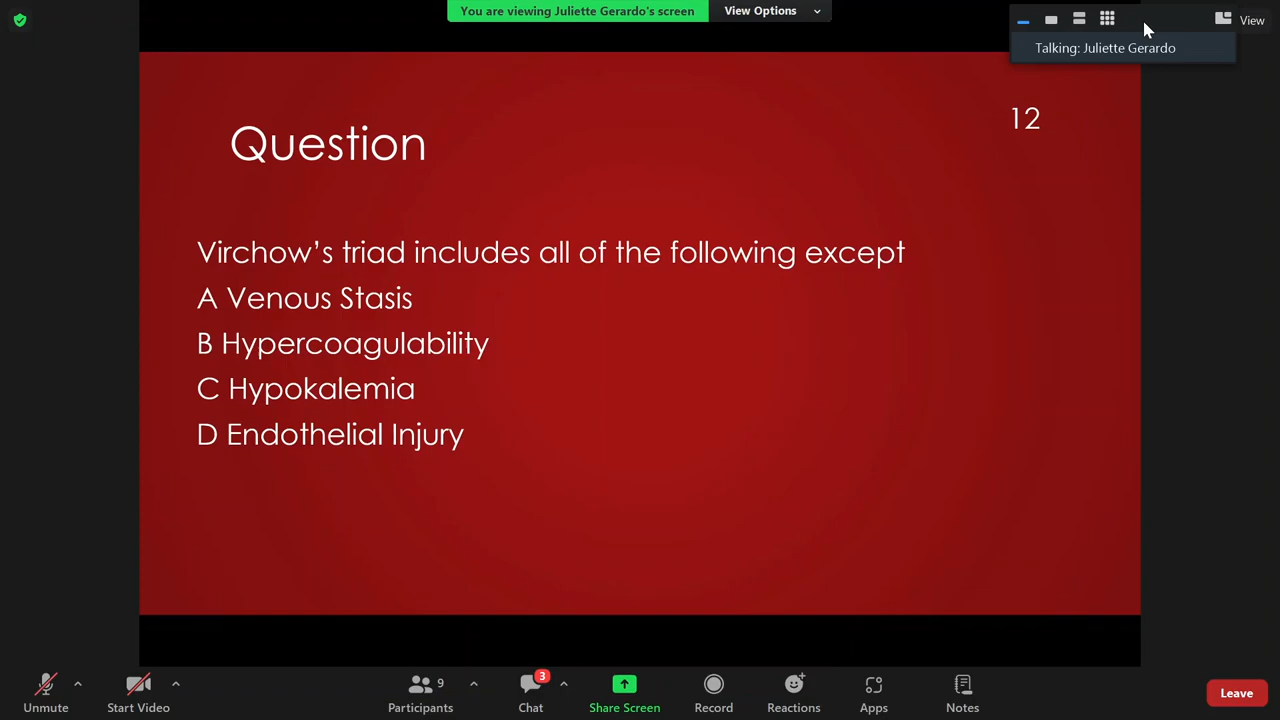 You are viewing Juliette Gerardo's screen
View Options
View
Talking: Juliette Gerardo
12
Question
Virchow’s triad includes all of the following except
A Venous Stasis
B Hypercoagulability
C Hypokalemia
D Endothelial Injury
Unmute
Start Video
9
Participants
3
Chat
Share Screen
Record
Reactions
Apps
Notes
Leave